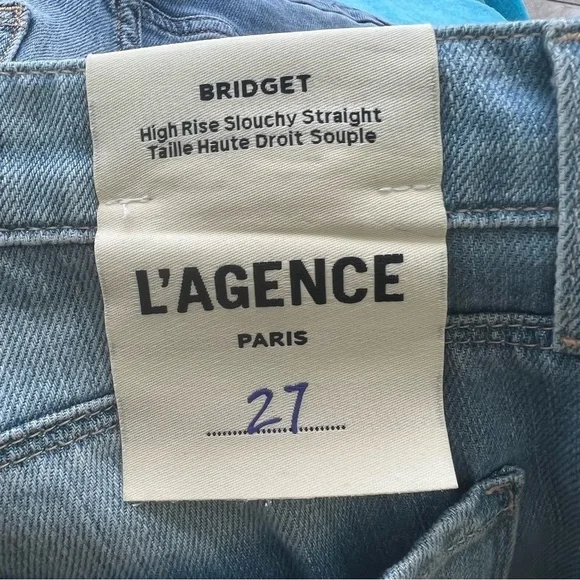 BRIDGET
High Rise Slouchy Straight
Taille Haute Droit Souple
L'AGENCE
PARIS
27